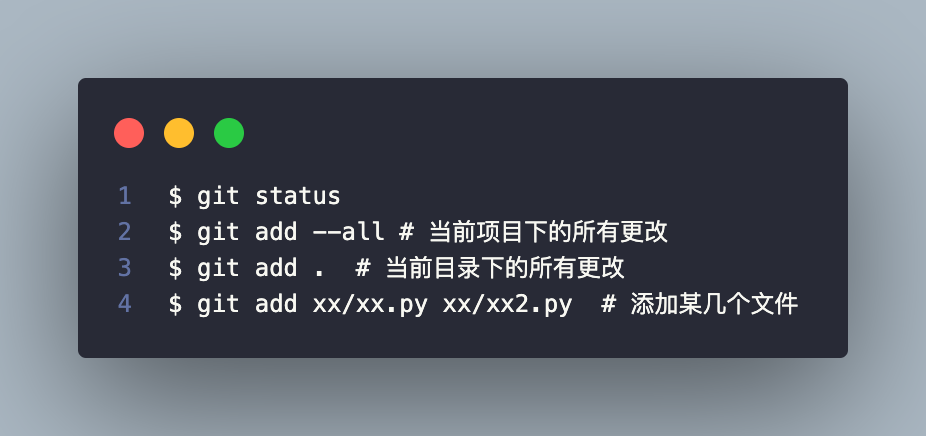 1 $ git status
2 $ git add --all # 当前项目下的所有更改
3 $ git add .  # 当前目录下的所有更改
4 $ git add xx/xx.py xx/xx2.py  # 添加某几个文件